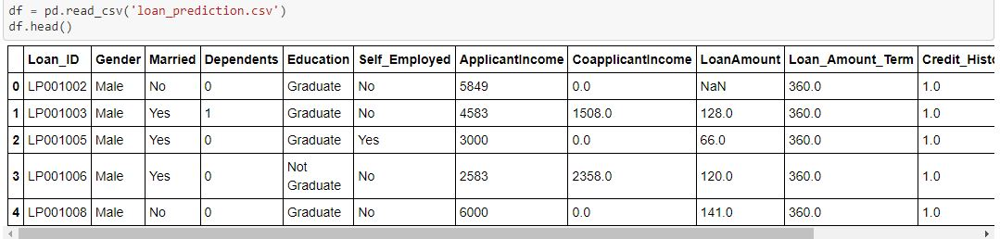 df = pd.read_csv('loan_prediction.csv')
df.head()
Loan_ID Gender Married Dependents Education Self_Employed ApplicantIncome CoapplicantIncome LoanAmount Loan_Amount_Term Credit_Histo
0 LP001002 Male No 0 Graduate No 5849 0.0 NaN 360.0 1.0
1 LP001003 Male Yes 1 Graduate No 4583 1508.0 128.0 360.0 1.0
2 LP001005 Male Yes 0 Graduate Yes 3000 0.0 66.0 360.0 1.0
3 LP001006 Male Yes 0 Not Graduate No 2583 2358.0 120.0 360.0 1.0
4 LP001008 Male No 0 Graduate No 6000 0.0 141.0 360.0 1.0